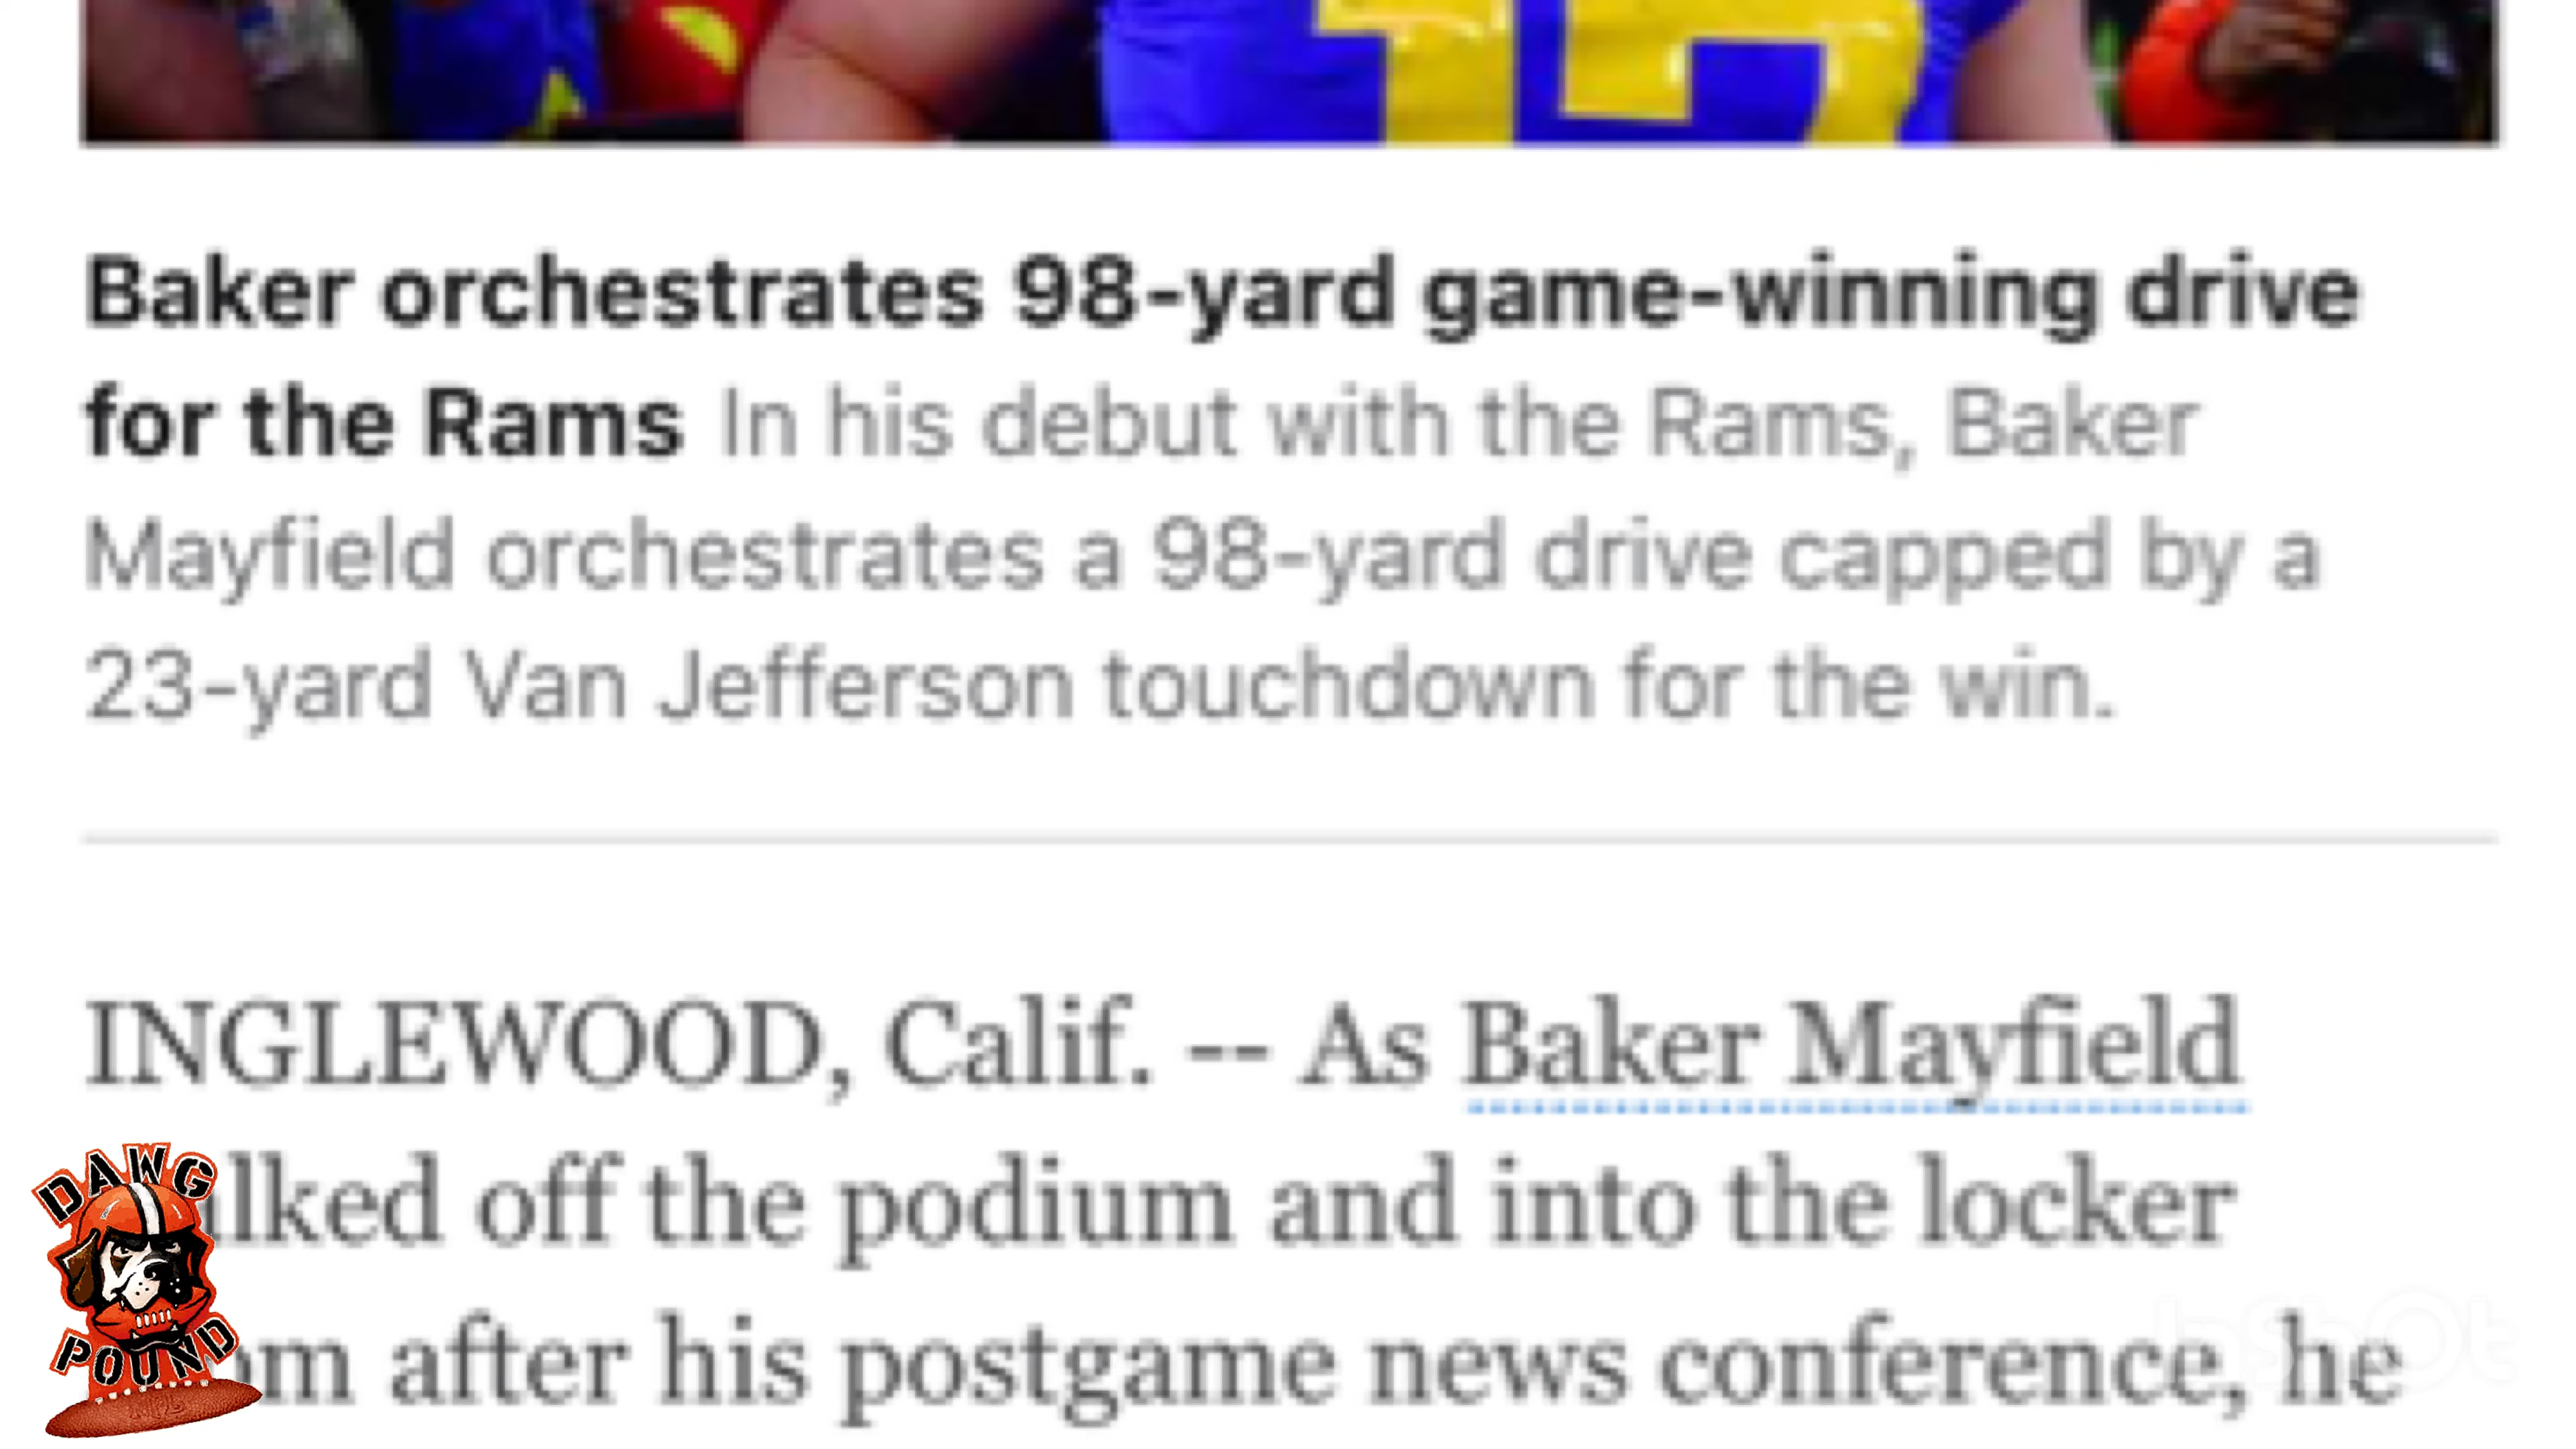 Baker orchestrates 98-yard game-winning drive
for the Rams In his debut with the Rams, Baker
Mayfield orchestrates a 98-yard drive capped by a
23-yard Van Jefferson touchdown for the win.
INGLEWOOD, Calif. -- As Baker Mayfield
lked off the podium and into the locker
om after his postgame news conference, he
DAWG
POUND
InShOt